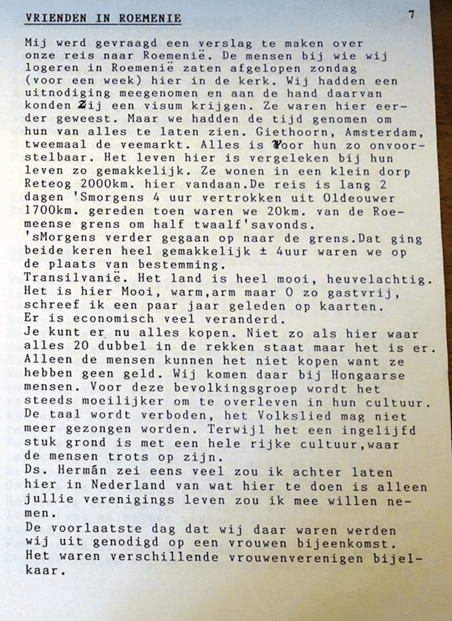 VRIENDEN IN ROEMENIE 7
Mij werd gevraagd een verslag te maken over
onze reis naar Roemenië. De mensen bij wie wij
logeren in Roemenië zaten afgelopen zondag
(voor een week) hier in de kerk. Wij hadden een
uitnodiging meegenomen en aan de hand daarvan
konden Zij een visum krijgen. Ze waren hier eer-
der geweest. Maar we hadden de tijd genomen om
hun van alles te laten zien. Giethoorn, Amsterdam,
tweemaal de veemarkt. Alles is Voor hun zo onvoor-
stelbaar. Het leven hier is vergeleken bij hun
leven zo gemakkelijk. Ze wonen in een klein dorp
Reteog 2000km. hier vandaan.De reis is lang 2
dagen 'Smorgens 4 uur vertrokken uit Oldeouwer
1700km. gereden toen waren we 20km. van de Roe-
meense grens om half twaalf'savonds.
'sMorgens verder gegaan op naar de grens.Dat ging
beide keren heel gemakkelijk ± 4uur waren we op
de plaats van bestemming.
Transilvanië. Het land is heel mooi, heuvelachtig.
Het is hier Mooi, warm,arm maar O zo gastvrij,
schreef ik een paar jaar geleden op kaarten.
Er is economisch veel veranderd.
Je kunt er nu alles kopen. Niet zo als hier waar
alles 20 dubbel in de rekken staat maar het is er.
Alleen de mensen kunnen het niet kopen want ze
hebben geen geld. Wij komen daar bij Hongaarse
mensen. Voor deze bevolkingsgroep wordt het
steeds moeilijker om te overleven in hun cultuur.
De taal wordt verboden, het Volkslied mag niet
meer gezongen worden. Terwijl het een ingelijfd
stuk grond is met een hele rijke cultuur,waar
de mensen trots op zijn.
Ds. Hermán zei eens veel zou ik achter laten
hier in Nederland van wat hier te doen is alleen
jullie verenigings leven zou ik mee willen ne-
men.
De voorlaatste dag dat wij daar waren werden
wij uit genodigd op een vrouwen bijeenkomst.
Het waren verschillende vrouwenverenigen bijel-
kaar.